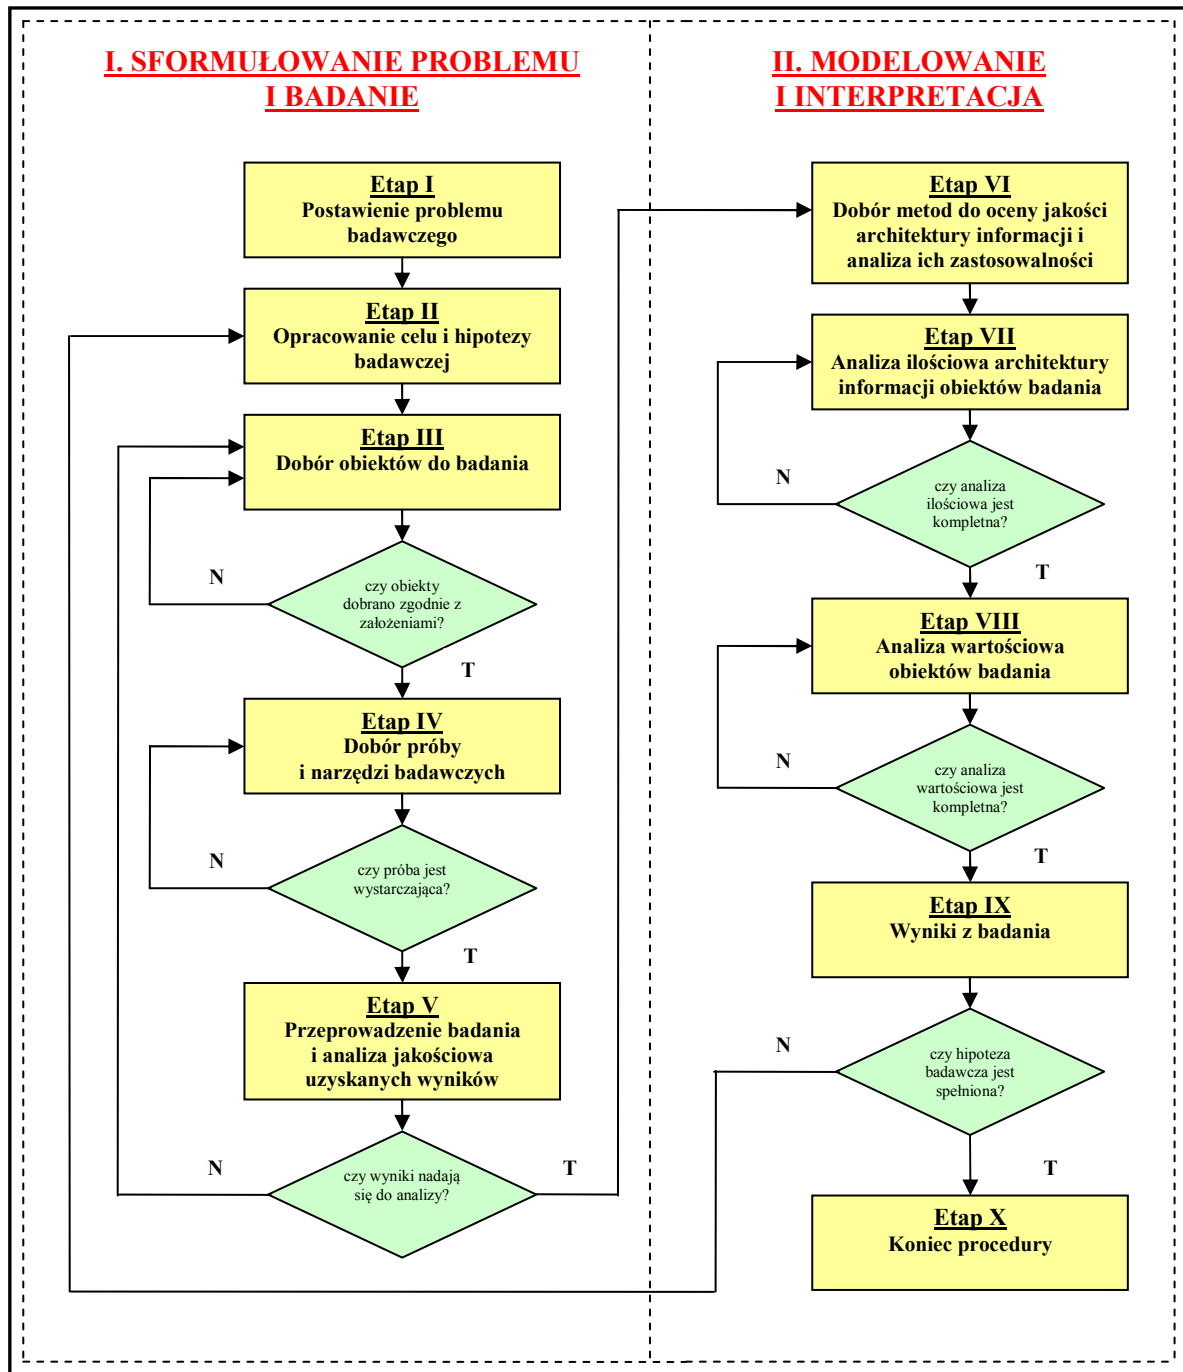 I. SFORMUŁOWANIE PROBLEMU
I BADANIE
Etap I
Postawienie problemu
badawczego
Etap II
Opracowanie celu i hipotezy
badawczej
Etap III
Dobór obiektów do badania
N
czy obiekty
dobrano zgodnie z
założeniami?
T
Etap IV
Dobór próby
i narzędzi badawczych
N
czy próba jest
wystarczająca?
T
Etap V
Przeprowadzenie badania
i analiza jakościowa
uzyskanych wyników
N
T
czy wyniki nadają
się do analizy?
II. MODELOWANIE
I INTERPRETACJA
Etap VI
Dobór metod do oceny jakości
architektury informacji i
analiza ich zastosowalności
Etap VII
Analiza ilościowa architektury
informacji obiektów badania
N
czy analiza
ilościowa jest
kompletna?
T
Etap VIII
Analiza wartościowa
obiektów badania
N
czy analiza
wartościowa jest
kompletna?
T
Etap IX
Wyniki z badania
N
czy hipoteza
badawcza jest
spełniona?
T
Etap X
Koniec procedury